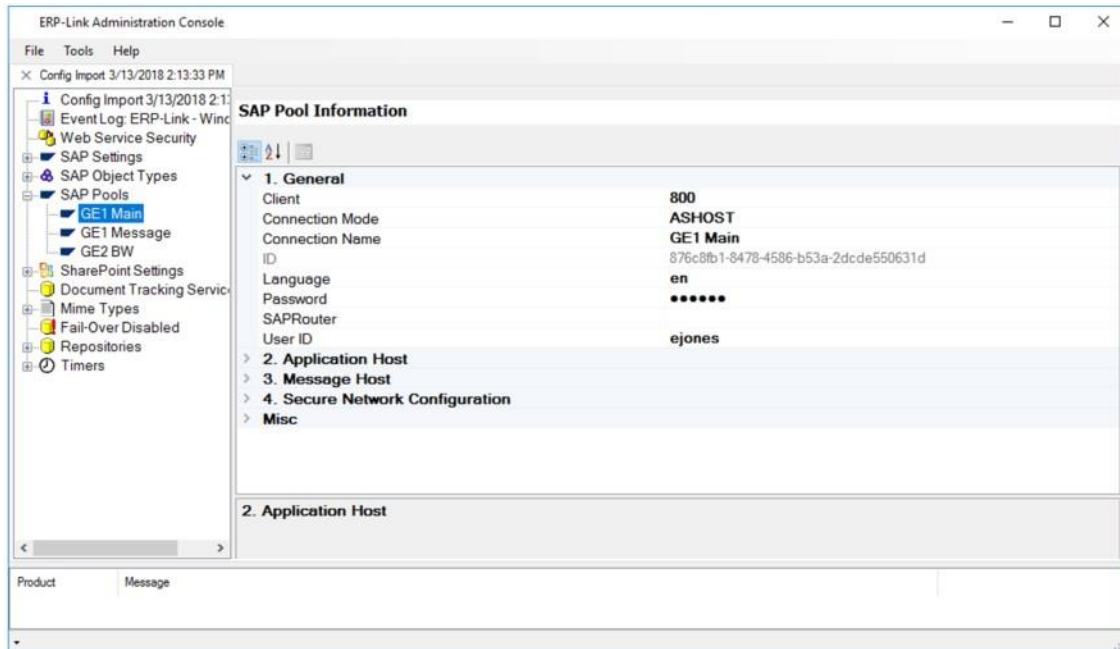 ERP-Link Administration Console
File Tools Help
Config Import 3/13/2018 2:13:33 PM
Config Import 3/13/2018 2:1
Event Log: ERP-Link - Wind
Web Service Security
SAP Settings
SAP Object Types
SAP Pools
GE1 Main
GE1 Message
GE2 BW
SharePoint Settings
Document Tracking Servic
Mime Types
Fail-Over Disabled
Repositories
Timers
SAP Pool Information
1. General
Client 800
Connection Mode ASHOST
Connection Name GE1 Main
ID 876c8fb1-8478-4586-b53a-2dcde550631d
Language en
Password ●●●●●●
SAPRouter
User ID ejones
2. Application Host
3. Message Host
4. Secure Network Configuration
Misc
2. Application Host
Product Message